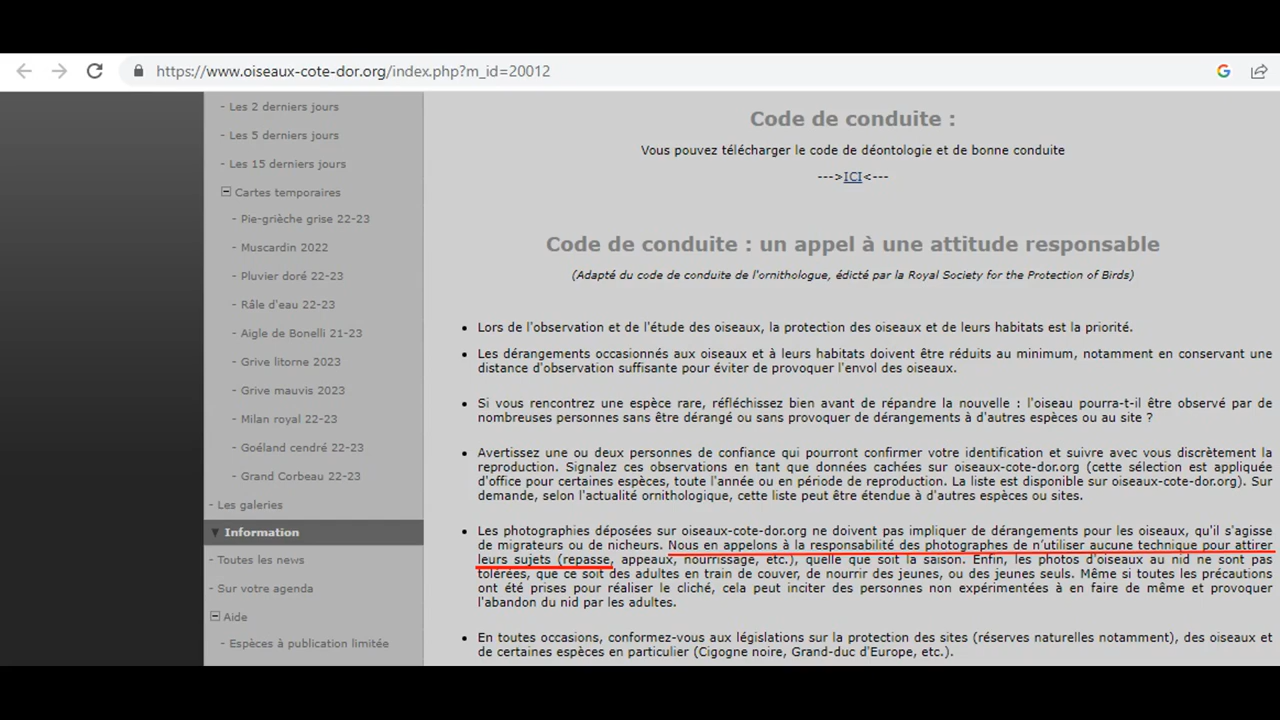 https://www.oiseaux-cote-dor.org/index.php?m_id=20012
- Les 2 derniers jours
- Les 5 derniers jours
- Les 15 derniers jours
Cartes temporaires
- Pie-grièche grise 22-23
- Muscardin 2022
- Pluvier doré 22-23
- Râle d'eau 22-23
- Aigle de Bonelli 21-23
- Grive litorne 2023
- Grive mauvis 2023
- Milan royal 22-23
- Goéland cendré 22-23
- Grand Corbeau 22-23
- Les galeries
Information
- Toutes les news
- Sur votre agenda
Aide
- Espèces à publication limitée
Code de conduite :
Vous pouvez télécharger le code de déontologie et de bonne conduite
--->ICI<---
Code de conduite : un appel à une attitude responsable
(Adapté du code de conduite de l'ornithologue, édicté par la Royal Society for the Protection of Birds)
• Lors de l'observation et de l'étude des oiseaux, la protection des oiseaux et de leurs habitats est la priorité.
• Les dérangements occasionnés aux oiseaux et à leurs habitats doivent être réduits au minimum, notamment en conservant une
distance d'observation suffisante pour éviter de provoquer l'envol des oiseaux.
• Si vous rencontrez une espèce rare, réfléchissez bien avant de répandre la nouvelle : l'oiseau pourra-t-il être observé par de
nombreuses personnes sans être dérangé ou sans provoquer de dérangements à d'autres espèces ou au site ?
• Avertissez une ou deux personnes de confiance qui pourront confirmer votre identification et suivre avec vous discrètement la
reproduction. Signalez ces observations en tant que données cachées sur oiseaux-cote-dor.org (cette sélection est appliquée
d'office pour certaines espèces, toute l'année ou en période de reproduction. La liste est disponible sur oiseaux-cote-dor.org). Sur
demande, selon l'actualité ornithologique, cette liste peut être étendue à d'autres espèces ou sites.
• Les photographies déposées sur oiseaux-cote-dor.org ne doivent pas impliquer de dérangements pour les oiseaux, qu'il s'agisse
de migrateurs ou de nicheurs. Nous en appelons à la responsabilité des photographes de n'utiliser aucune technique pour attirer
leurs sujets (repasse, appeaux, nourrissage, etc.), quelle que soit la saison. Enfin, les photos d'oiseaux au nid ne sont pas
tolérées, que ce soit des adultes en train de couver, de nourrir des jeunes, ou des jeunes seuls. Même si toutes les précautions
ont été prises pour réaliser le cliché, cela peut inciter des personnes non expérimentées à en faire de même et provoquer
l'abandon du nid par les adultes.
• En toutes occasions, conformez-vous aux législations sur la protection des sites (réserves naturelles notamment), des oiseaux et
de certaines espèces en particulier (Cigogne noire, Grand-duc d'Europe, etc.).